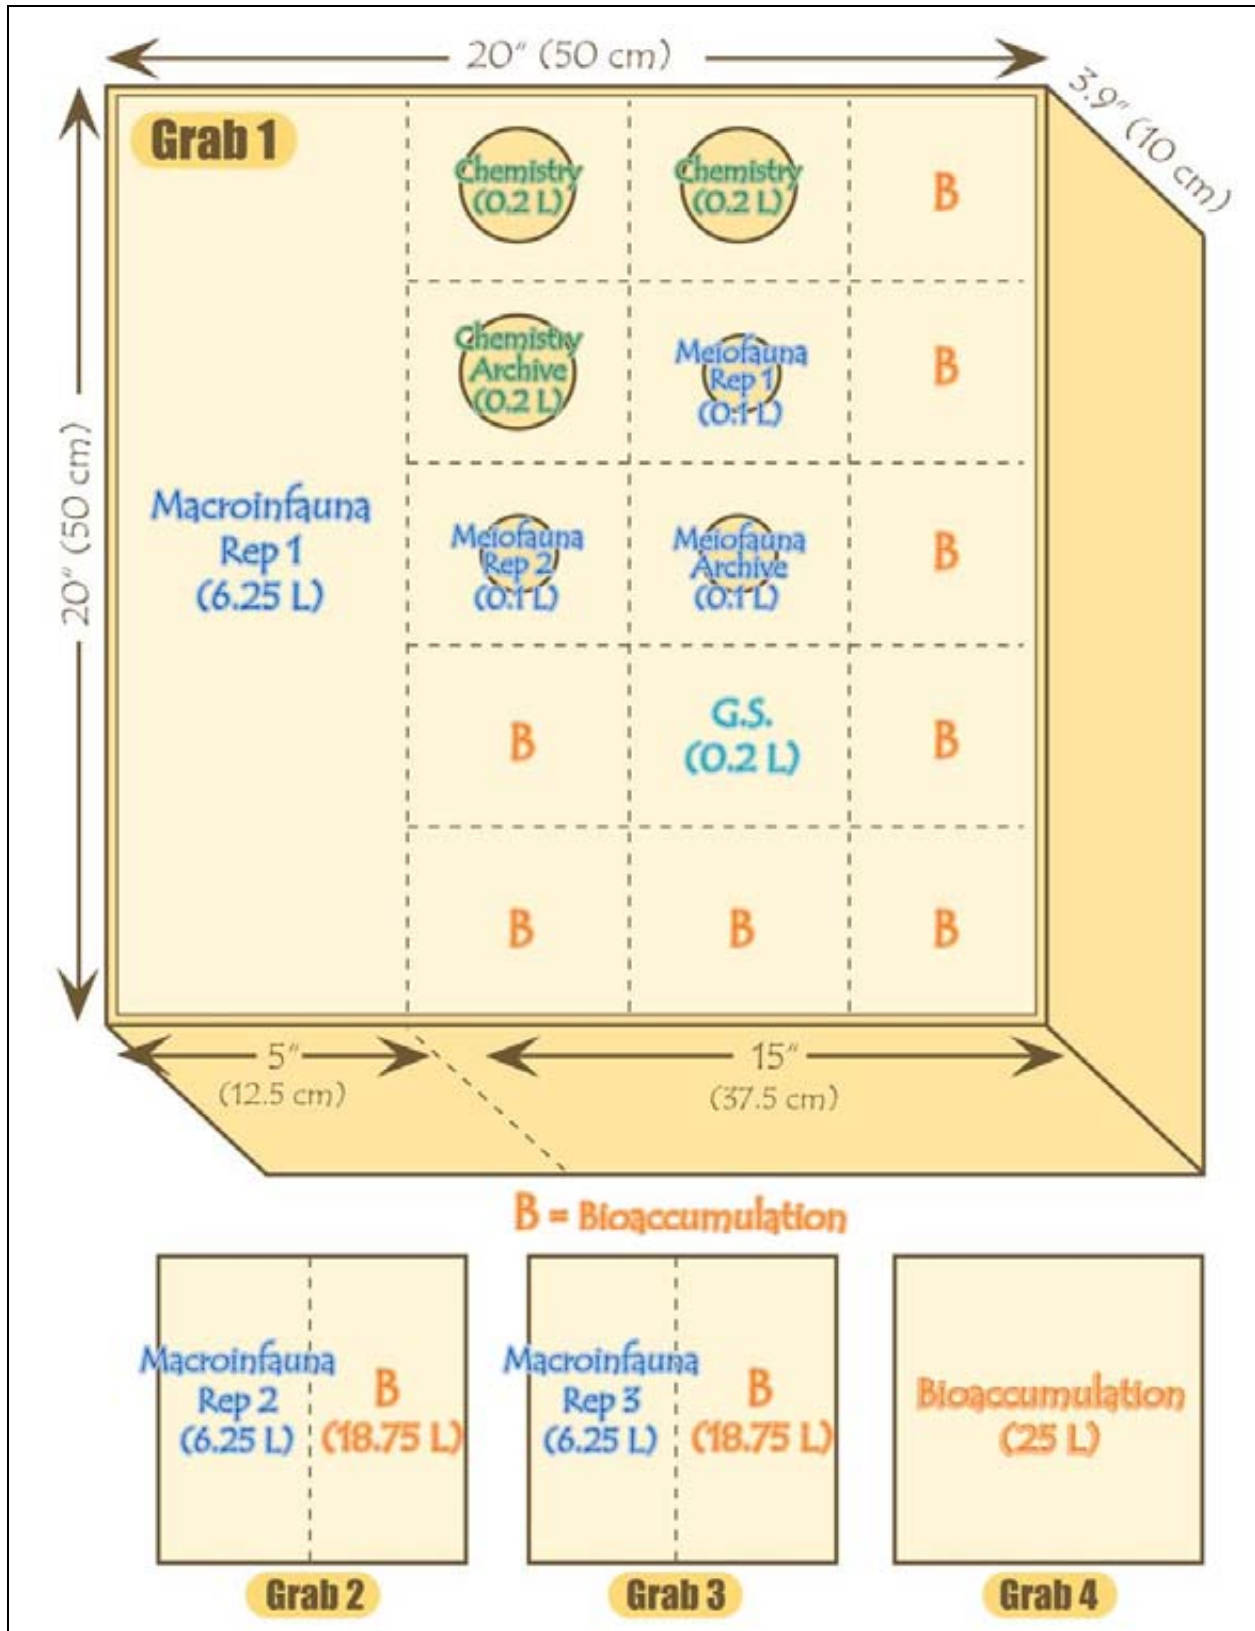 20" (50 cm)
3.9" (10 cm)
20" (50 cm)
Grab 1
Chemistry
(0.2 L)
Chemistry
(0.2 L)
B
Chemistry
Archive
(0.2 L)
Meiofauna
Rep 1
(0.1 L)
B
Macroinfauna
Rep 1
(6.25 L)
Meiofauna
Rep 2
(0.1 L)
Meiofauna
Archive
(0.1 L)
B
B
G.S.
(0.2 L)
B
B
B
B
5"
(12.5 cm)
15"
(37.5 cm)
B = Bioaccumulation
Macroinfauna
Rep 2
(6.25 L)
B
(18.75 L)
Grab 2
Macroinfauna
Rep 3
(6.25 L)
B
(18.75 L)
Grab 3
Bioaccumulation
(25 L)
Grab 4